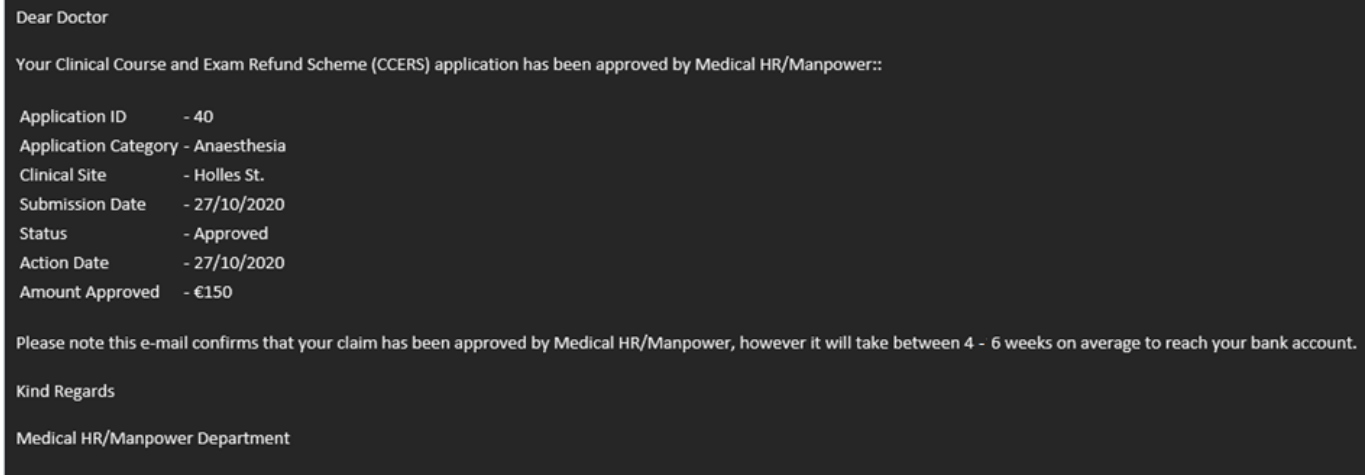 Dear Doctor
Your Clinical Course and Exam Refund Scheme (CCERS) application has been approved by Medical HR/Manpower::
Application ID - 40
Application Category - Anaesthesia
Clinical Site - Holles St.
Submission Date - 27/10/2020
Status - Approved
Action Date - 27/10/2020
Amount Approved - €150
Please note this e-mail confirms that your claim has been approved by Medical HR/Manpower, however it will take between 4 - 6 weeks on average to reach your bank account.
Kind Regards
Medical HR/Manpower Department